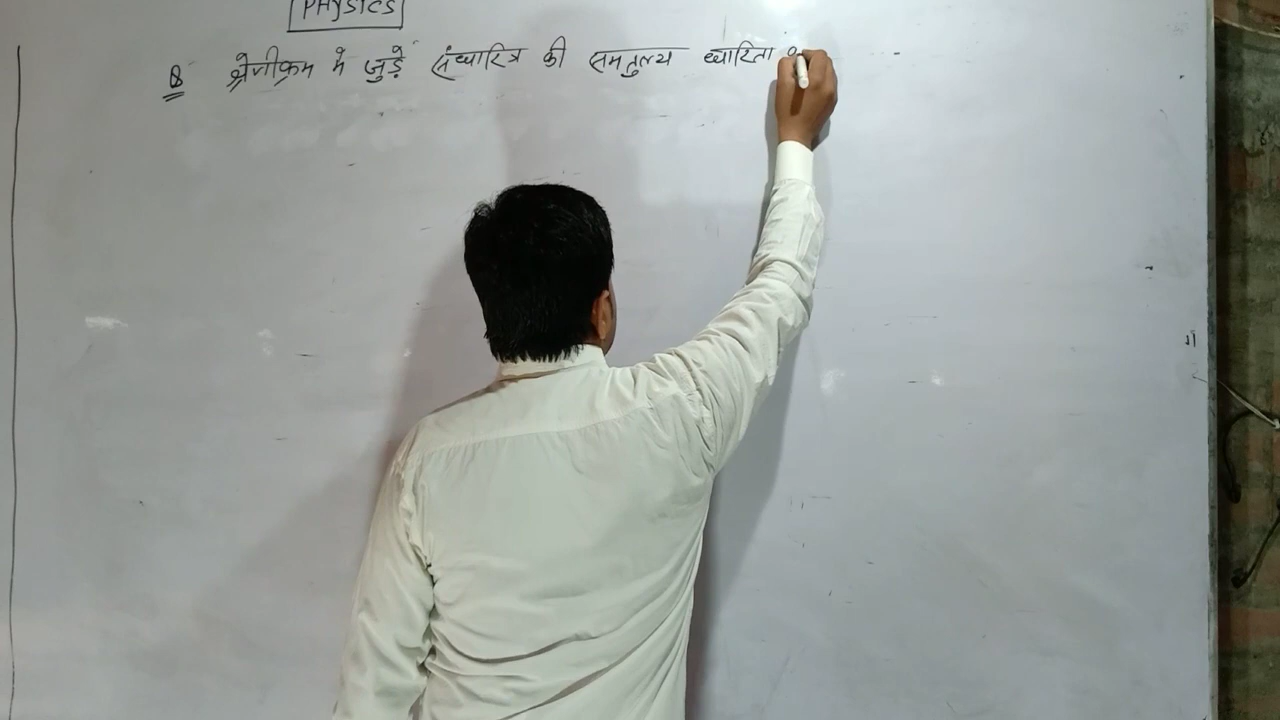 PHYSICS
Q श्रेणीक्रम में जुड़े संधारित्र की समतुल्य धारिता